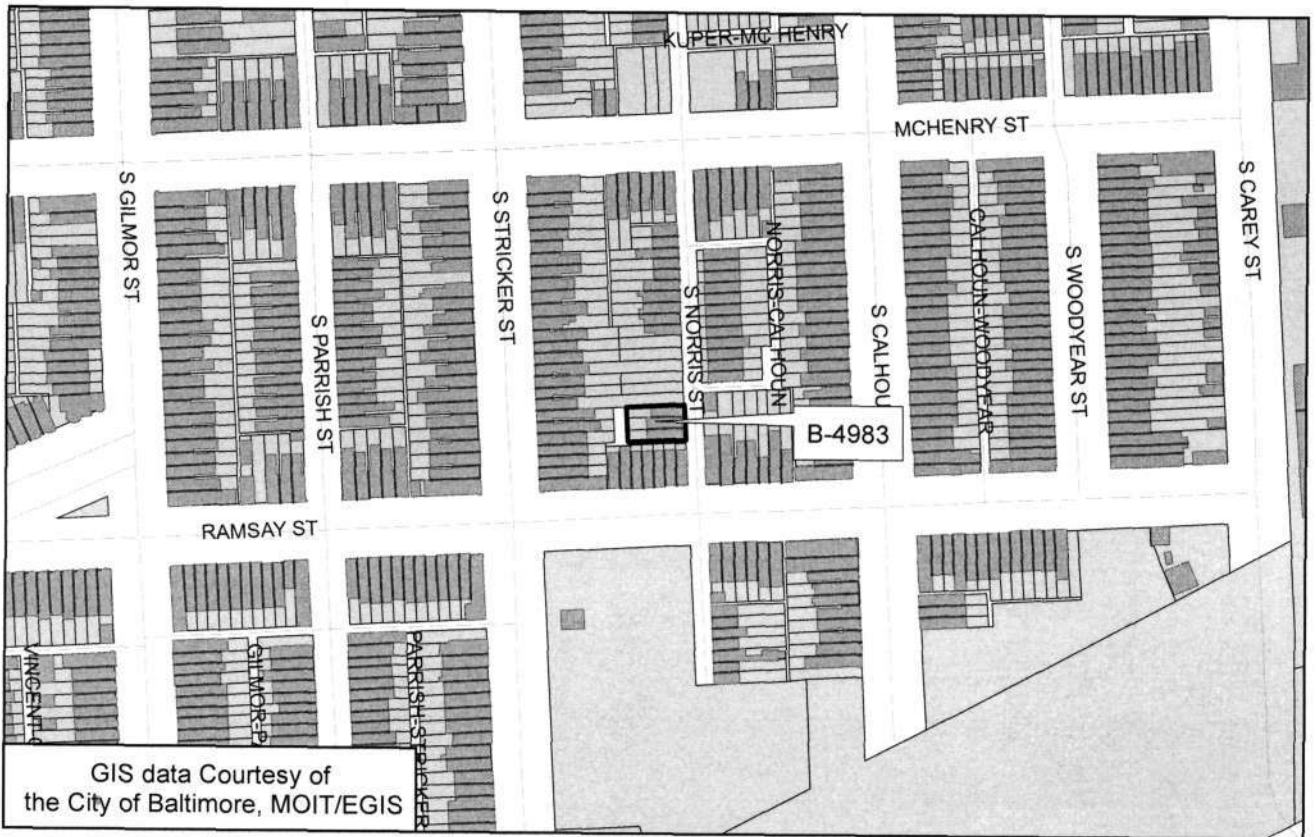 KUPER-MC HENRY
MCHENRY ST
S GILMOR ST
S PARRISH ST
S STRICKER ST
S NORRIS ST
NORRIS-CALHOUN
S CALHOU
CALHOUN-WOODYEAR
S WOODYEAR ST
S CAREY ST
B-4983
RAMSAY ST
VINCENT-
GILMOR-P
PARRISH-STRICKER
GIS data Courtesy of
the City of Baltimore, MOIT/EGIS